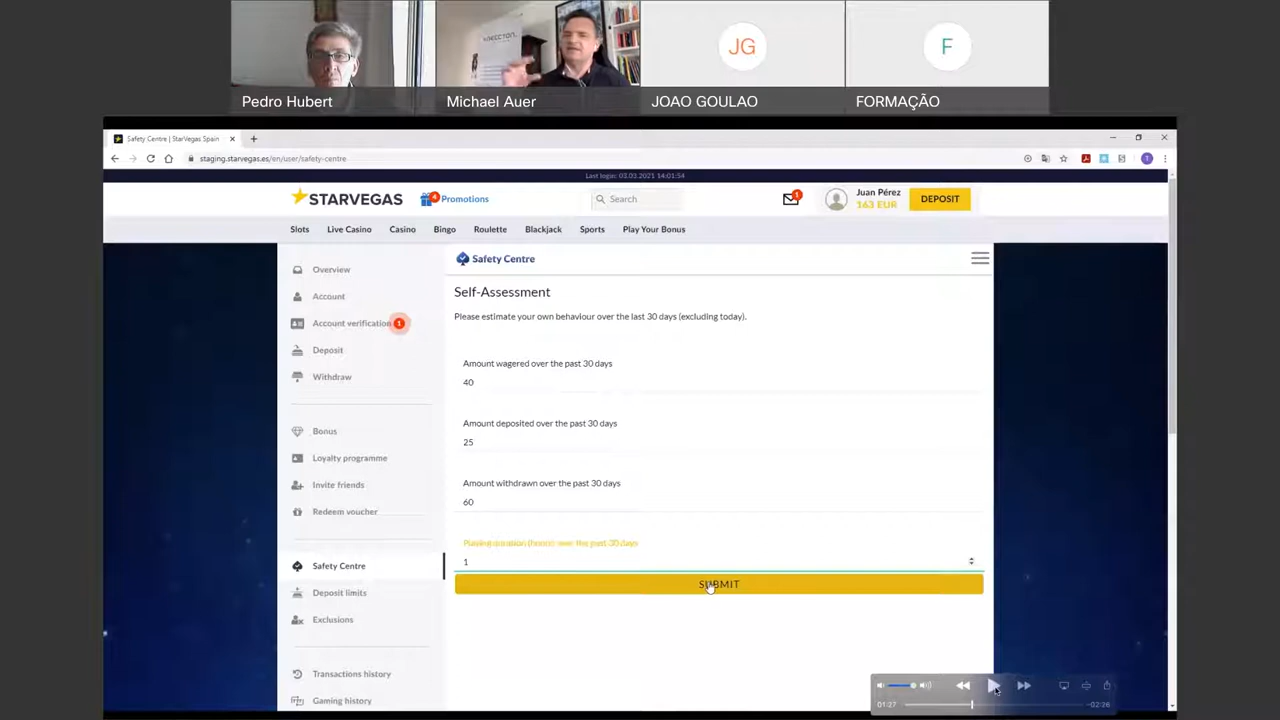 JG
F
Pedro Hubert
Michael Auer
JOAO GOULAO
FORMAÇÃO
Safety Centre | StarVegas Spain
staging.starvegas.es/en/user/safety-centre
Last login: 03.03.2021 14:01:54
STARVEGAS
4
Promotions
Search
1
Juan Pérez
163 EUR
DEPOSIT
Slots
Live Casino
Casino
Bingo
Roulette
Blackjack
Sports
Play Your Bonus
Overview
Account
Account verification
1
Deposit
Withdraw
Bonus
Loyalty programme
Invite friends
Redeem voucher
Safety Centre
Deposit limits
Exclusions
Transactions history
Gaming history
Safety Centre
Self-Assessment
Please estimate your own behaviour over the last 30 days (excluding today).
Amount wagered over the past 30 days
40
Amount deposited over the past 30 days
25
Amount withdrawn over the past 30 days
60
Playing duration (hours) over the past 30 days
1
SUBMIT
01:27
-02:26